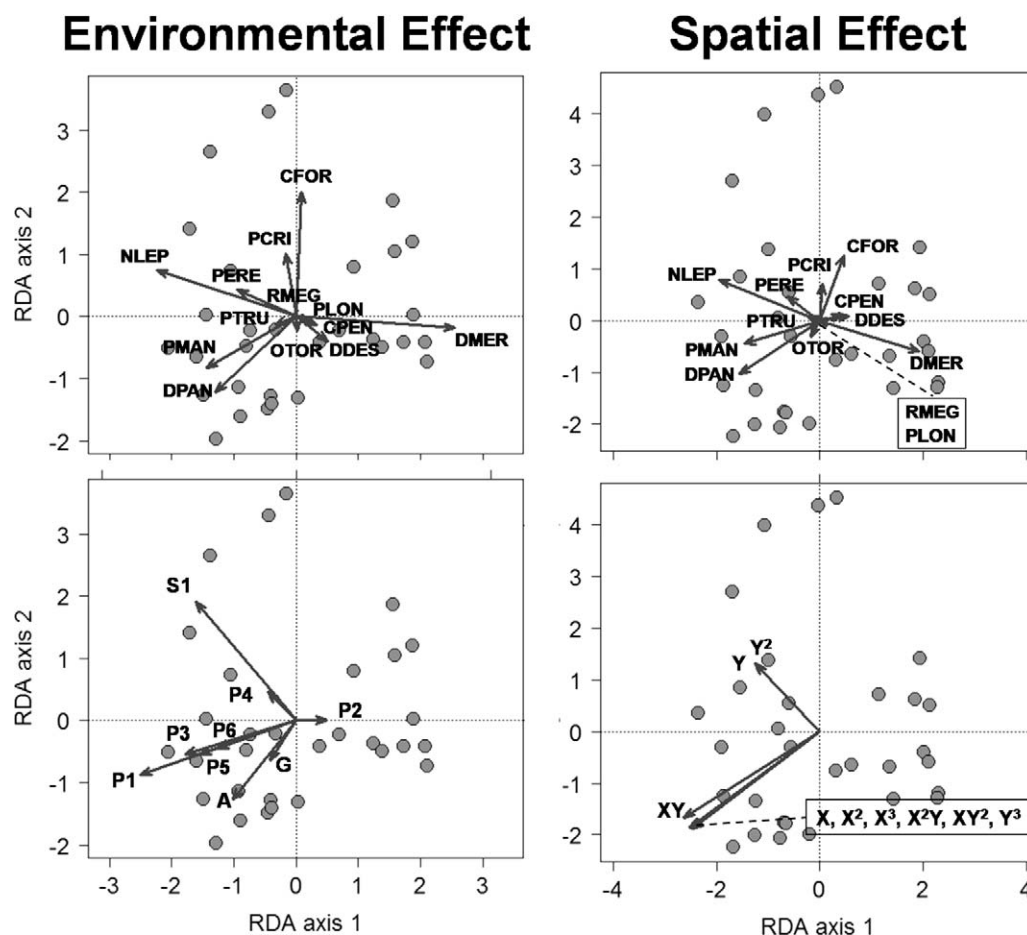 Environmental Effect
Spatial Effect
RDA axis 2
3
2
1
0
-1
-2
CFOR
PCRI
NLEP
PERE
RMEG
PLON
PTRU
CPEN
DMER
PMAN
OTOR
DDES
DPAN
4
3
2
1
0
-1
-2
CFOR
PCRI
NLEP
PERE
CPEN
PTRU
DDES
PMAN
OTOR
DMER
DPAN
RMEG
PLON
RDA axis 2
3
2
1
0
-1
-2
S1
P4
P2
P3
P6
P1
P5
G
A
-3 -2 -1 0 1 2 3
RDA axis 1
4
3
2
1
0
-1
-2
Y Y²
XY
X, X², X³, X²Y, XY², Y³
-4 -2 0 2 4
RDA axis 1